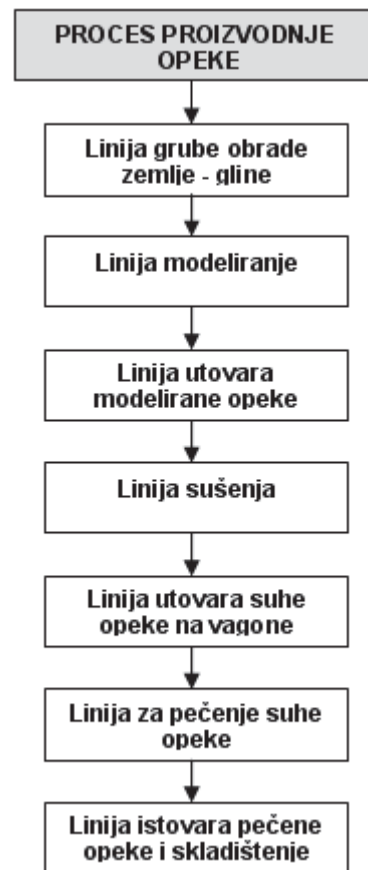 PROCES PROIZVODNJE
OPEKE
Linija grube obrade
zemlje - gline
Linija modeliranje
Linija utovara
modelirane opeke
Linija sušenja
Linija utovara suhe
opeke na vagone
Linija za pečenje suhe
opeke
Linija istovara pečene
opeke i skladištenje